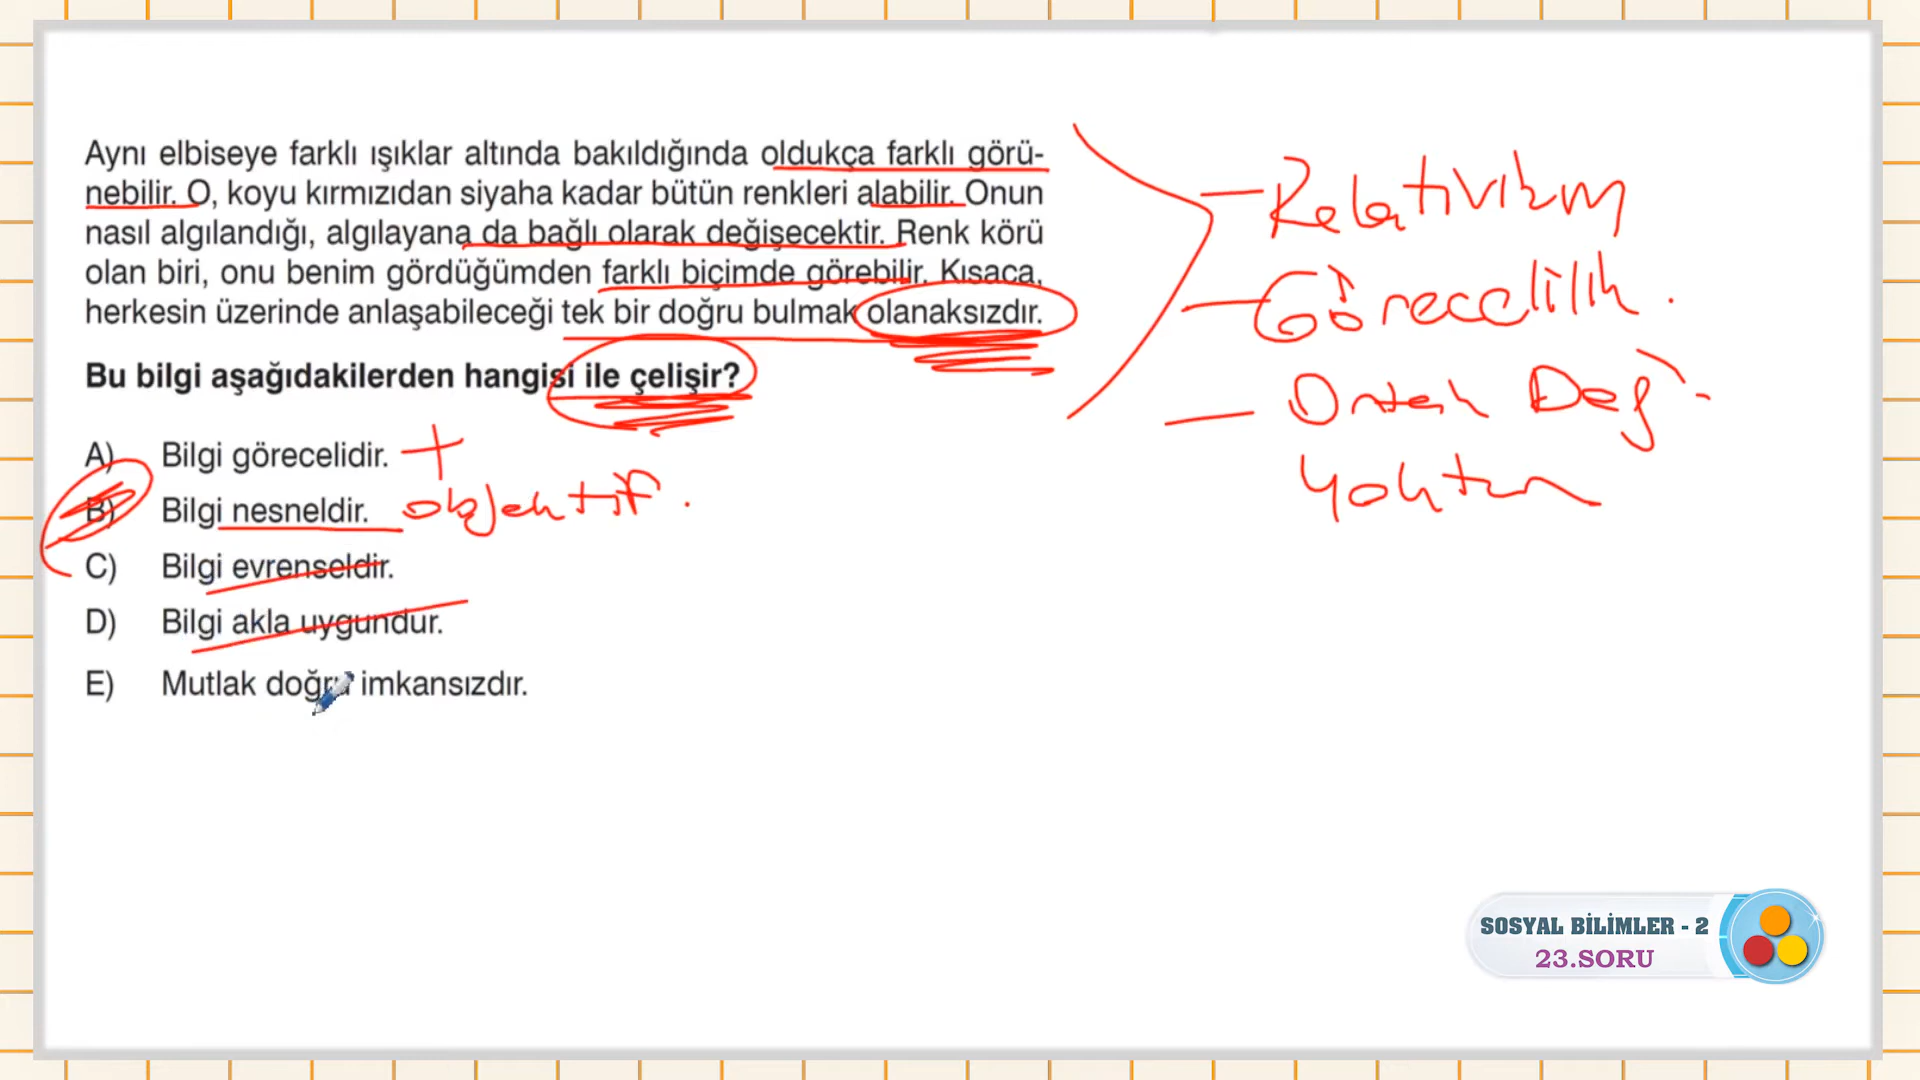 Aynı elbiseye farklı ışıklar altında bakıldığında oldukça farklı görü-
nebilir. O, koyu kırmızıdan siyaha kadar bütün renkleri alabilir. Onun
nasıl algılandığı, algılayana da bağlı olarak değişecektir. Renk körü
olan biri, onu benim gördüğümden farklı biçimde görebilir. Kısaca,
herkesin üzerinde anlaşabileceği tek bir doğru bulmak olanaksızdır.
Bu bilgi aşağıdakilerden hangisi ile çelişir?
A) Bilgi görecelidir. +
B) Bilgi nesneldir. objektif.
C) Bilgi evrenseldir.
D) Bilgi akla uygundur.
E) Mutlak doğru imkansızdır.
- Relativizm
- Görecelilik.
- Ortak Değ.
Yoktur
SOSYAL BİLİMLER - 2
23.SORU